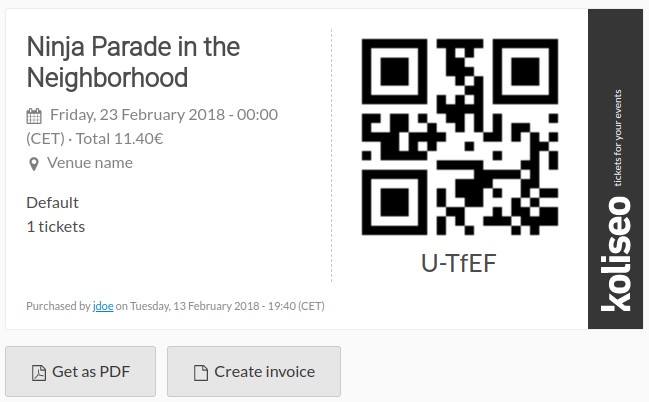 Ninja Parade in the
Neighborhood
Friday, 23 February 2018 - 00:00
(CET) · Total 11.40€
Venue name
Default
1 tickets
Purchased by jdoe on Tuesday, 13 February 2018 - 19:40 (CET)
U-TfEF
koliseo tickets for your events
Get as PDF
Create invoice